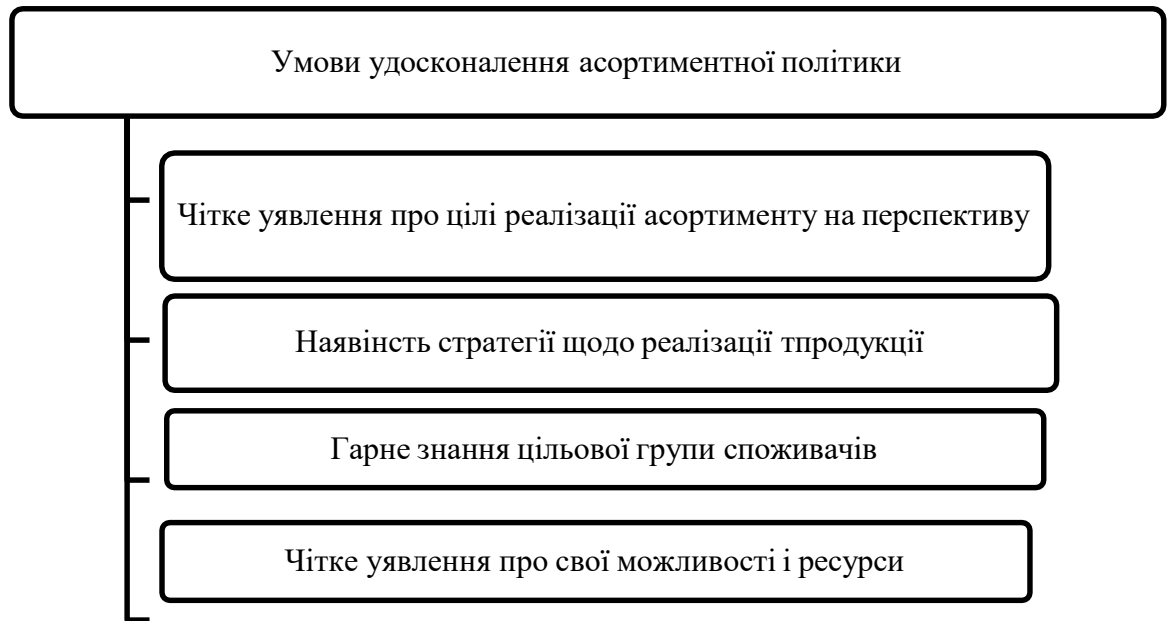 Умови удосконалення асортиментної політики
Чітке уявлення про цілі реалізації асортименту на перспективу
Наявінсть стратегії щодо реалізації тпродукції
Гарне знання цільової групи споживачів
Чітке уявлення про свої можливості і ресурси